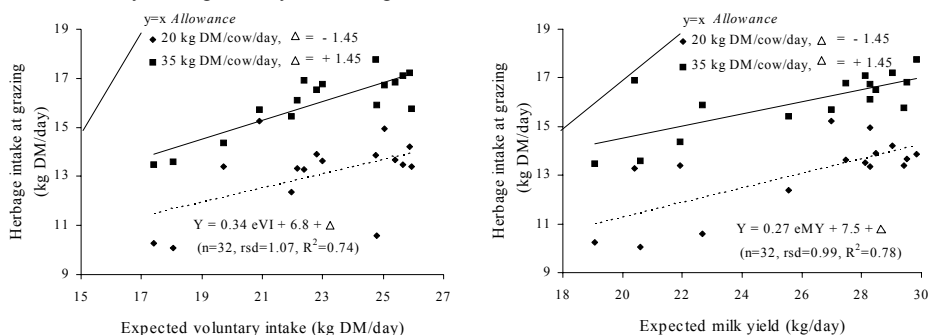 y=x Allowance
20 kg DM/cow/day, △ = - 1.45
35 kg DM/cow/day, △ = + 1.45
Herbage intake at grazing
(kg DM/day)
17
15
13
11
9
Y = 0.34 eVI + 6.8 + △
(n=32, rsd=1.07, R²=0.74)
15 17 19 21 23 25 27
Expected voluntary intake (kg DM/day)
y=x Allowance
20 kg DM/cow/day, △ = - 1.45
35 kg DM/cow/day, △ = + 1.45
Herbage intake at grazing
(kg DM/day)
17
15
13
11
9
Y = 0.27 eMY + 7.5 + △
(n=32, rsd=0.99, R²=0.78)
18 20 22 24 26 28 30
Expected milk yield (kg/day)